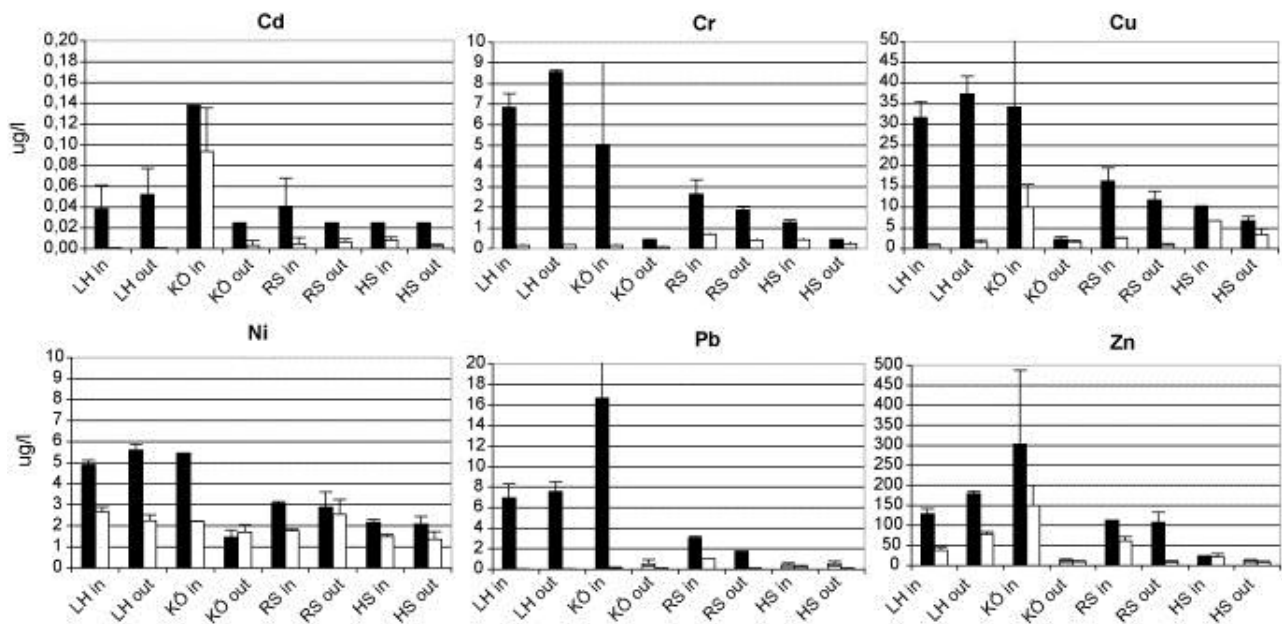 Cd
Cr
Cu
0,20
0,18
0,16
0,14
0,12
0,10
0,08
0,06
0,04
0,02
0,00
ug/l
LH in
LH out
KÖ in
KÖ out
RS in
RS out
HS in
HS out
10
9
8
7
6
5
4
3
2
1
0
LH in
LH out
KÖ in
KÖ out
RS in
RS out
HS in
HS out
50
45
40
35
30
25
20
15
10
5
0
LH in
LH out
KÖ in
KÖ out
RS in
RS out
HS in
HS out
Ni
Pb
Zn
10
9
8
7
6
5
4
3
2
1
0
ug/l
LH in
LH out
KÖ in
KÖ out
RS in
RS out
HS in
HS out
20
18
16
14
12
10
8
6
4
2
0
LH in
LH out
KÖ in
KÖ out
RS in
RS out
HS in
HS out
500
450
400
350
300
250
200
150
100
50
0
LH in
LH out
KÖ in
KÖ out
RS in
RS out
HS in
HS out